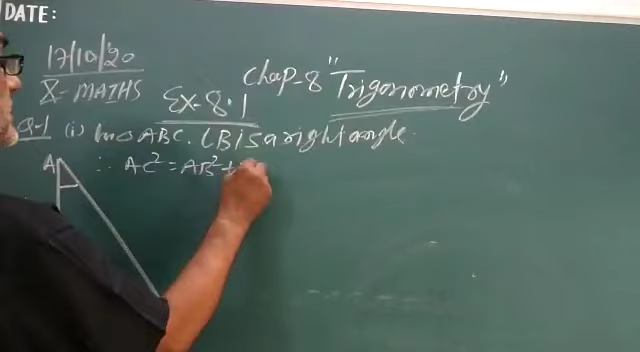 DATE:
17/10/20
X-MATHS
Chap-8 "Trigonometry"
Ex-8.1
Q-1 (i) In △ABC. ∠B is a right angle.
A ∴ AC² = AB² +